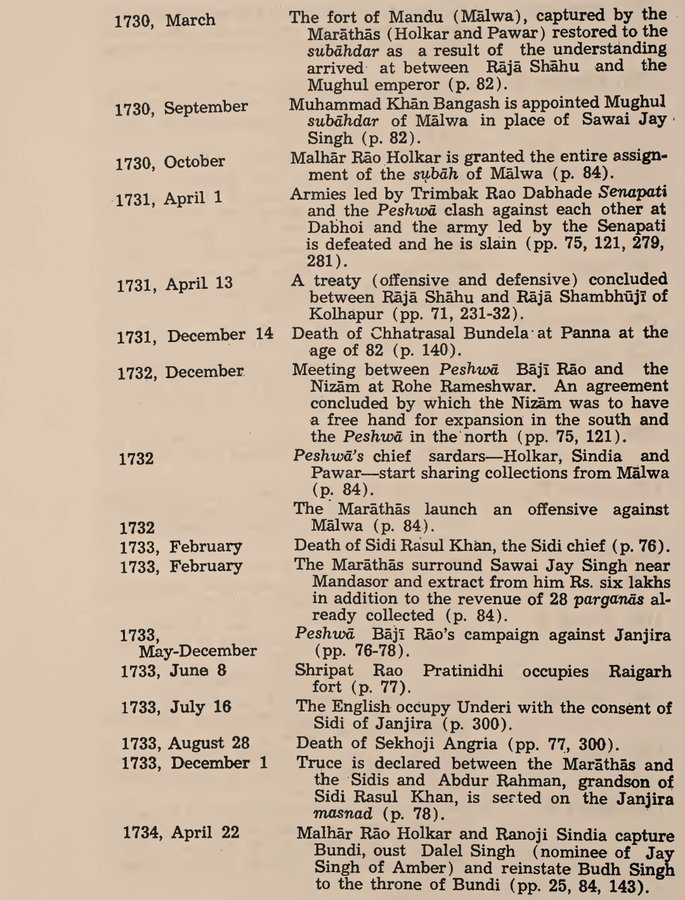 1730, March The fort of Mandu (Mālwa), captured by the
Marāthās (Holkar and Pawar) restored to the
subāhdar as a result of the understanding
arrived at between Rājā Shāhu and the
Mughul emperor (p. 82).
1730, September Muhammad Khān Bangash is appointed Mughul
subāhdar of Mālwa in place of Sawai Jay
Singh (p. 82).
1730, October Malhār Rāo Holkar is granted the entire assign-
ment of the subāh of Mālwa (p. 84).
1731, April 1 Armies led by Trimbak Rao Dabhade Senapati
and the Peshwā clash against each other at
Dabhoi and the army led by the Senapati
is defeated and he is slain (pp. 75, 121, 279,
281).
1731, April 13 A treaty (offensive and defensive) concluded
between Rājā Shāhu and Rājā Shambhūjī of
Kolhapur (pp. 71, 231-32).
1731, December 14 Death of Chhatrasal Bundela at Panna at the
age of 82 (p. 140).
1732, December Meeting between Peshwā Bājī Rāo and the
Nizām at Rohe Rameshwar. An agreement
concluded by which the Nizām was to have
a free hand for expansion in the south and
the Peshwā in the north (pp. 75, 121).
1732 Peshwā's chief sardars—Holkar, Sindia and
Pawar—start sharing collections from Mālwa
(p. 84).
The Marāthās launch an offensive against
1732 Mālwa (p. 84).
1733, February Death of Sidi Rasul Khan, the Sidi chief (p. 76).
1733, February The Marāthās surround Sawai Jay Singh near
Mandasor and extract from him Rs. six lakhs
in addition to the revenue of 28 parganās al-
ready collected (p. 84).
1733, Peshwā Bājī Rāo's campaign against Janjira
May-December (pp. 76-78).
1733, June 8 Shripat Rao Pratinidhi occupies Raigarh
fort (p. 77).
1733, July 16 The English occupy Underi with the consent of
Sidi of Janjira (p. 300).
1733, August 28 Death of Sekhoji Angria (pp. 77, 300).
1733, December 1 Truce is declared between the Marāthās and
the Sidis and Abdur Rahman, grandson of
Sidi Rasul Khan, is serted on the Janjira
masnad (p. 78).
1734, April 22 Malhār Rāo Holkar and Ranoji Sindia capture
Bundi, oust Dalel Singh (nominee of Jay
Singh of Amber) and reinstate Budh Singh
to the throne of Bundi (pp. 25, 84, 143).